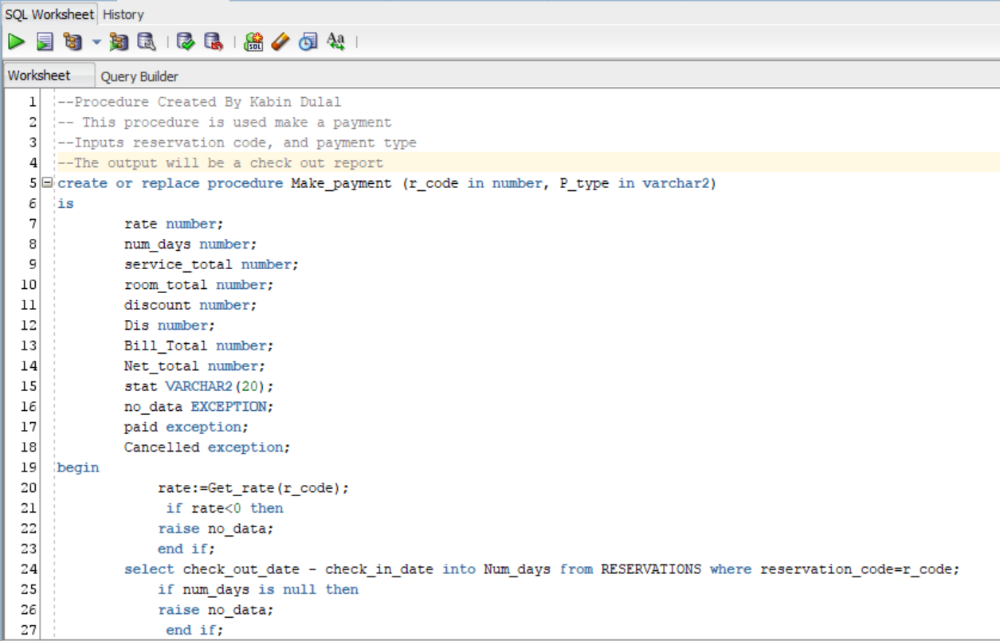 SQL Worksheet History
SQL
Aa
Worksheet Query Builder
1 --Procedure Created By Kabin Dulal
2 -- This procedure is used make a payment
3 --Inputs reservation code, and payment type
4 --The output will be a check out report
5 create or replace procedure Make_payment (r_code in number, P_type in varchar2)
6 is
7 rate number;
8 num_days number;
9 service_total number;
10 room_total number;
11 discount number;
12 Dis number;
13 Bill_Total number;
14 Net_total number;
15 stat VARCHAR2(20);
16 no_data EXCEPTION;
17 paid exception;
18 Cancelled exception;
19 begin
20 rate:=Get_rate(r_code);
21 if rate<0 then
22 raise no_data;
23 end if;
24 select check_out_date - check_in_date into Num_days from RESERVATIONS where reservation_code=r_code;
25 if num_days is null then
26 raise no_data;
27 end if;